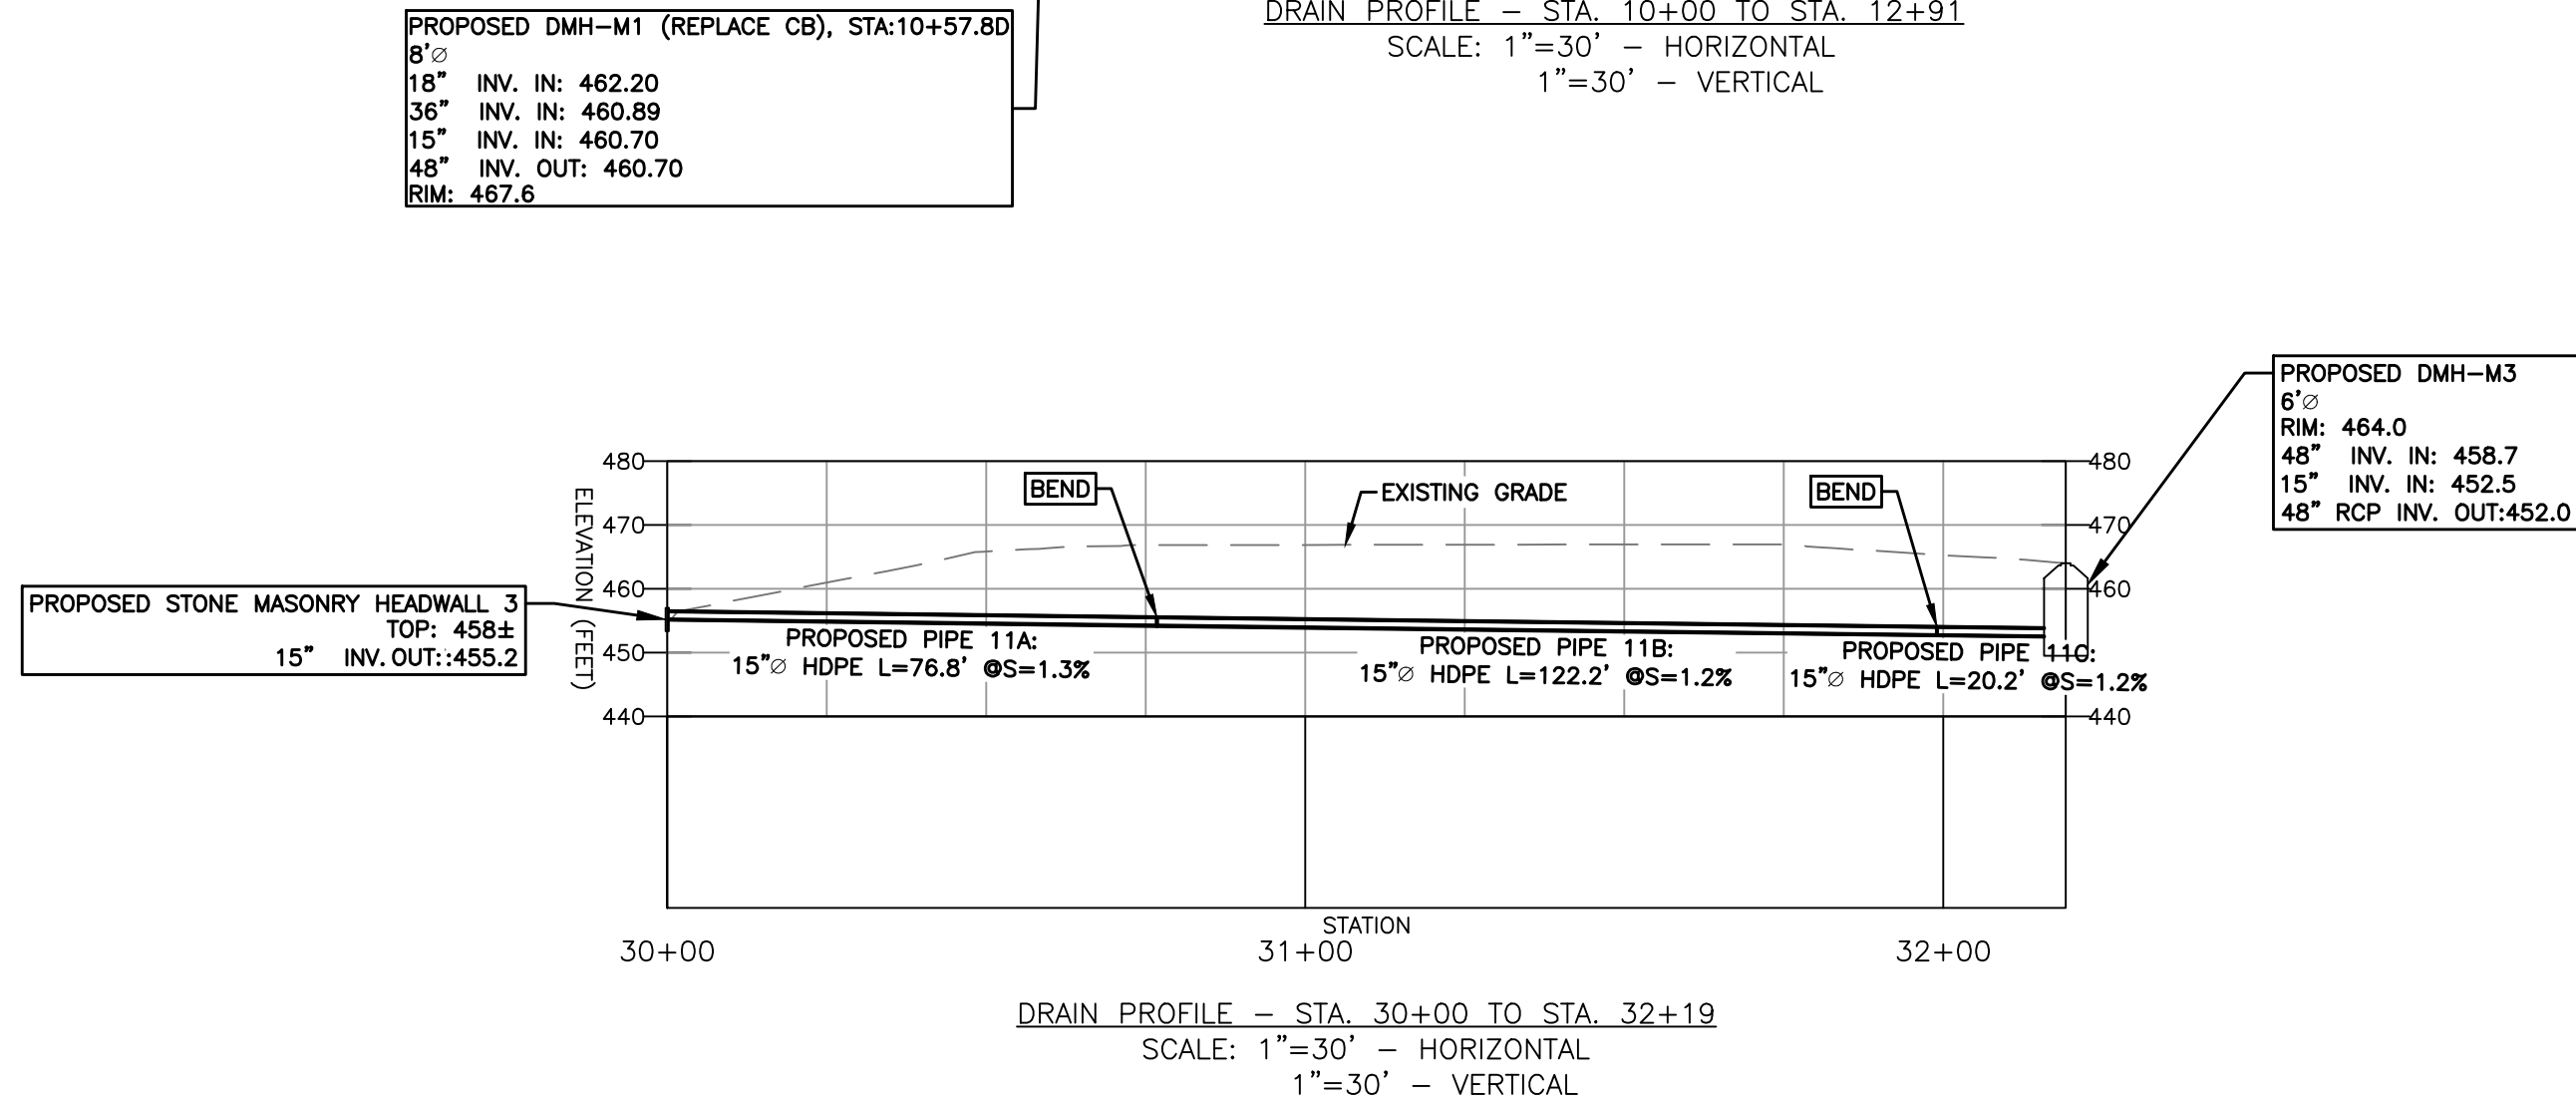 DRAIN PROFILE – STA. 10+00 TO STA. 12+91
SCALE: 1"=30' – HORIZONTAL
1"=30' – VERTICAL
PROPOSED DMH–M1 (REPLACE CB), STA:10+57.8D
8'∅
18" INV. IN: 462.20
36" INV. IN: 460.89
15" INV. IN: 460.70
48" INV. OUT: 460.70
RIM: 467.6
PROPOSED DMH–M3
6'∅
RIM: 464.0
48" INV. IN: 458.7
15" INV. IN: 452.5
48" RCP INV. OUT:452.0
PROPOSED STONE MASONRY HEADWALL 3
TOP: 458±
15" INV. OUT::455.2
ELEVATION (FEET)
480
470
460
450
440
BEND
EXISTING GRADE
BEND
480
470
460
440
PROPOSED PIPE 11A:
15"∅ HDPE L=76.8' @S=1.3%
PROPOSED PIPE 11B:
15"∅ HDPE L=122.2' @S=1.2%
PROPOSED PIPE 11C:
15"∅ HDPE L=20.2' @S=1.2%
STATION
30+00 31+00 32+00
DRAIN PROFILE – STA. 30+00 TO STA. 32+19
SCALE: 1"=30' – HORIZONTAL
1"=30' – VERTICAL